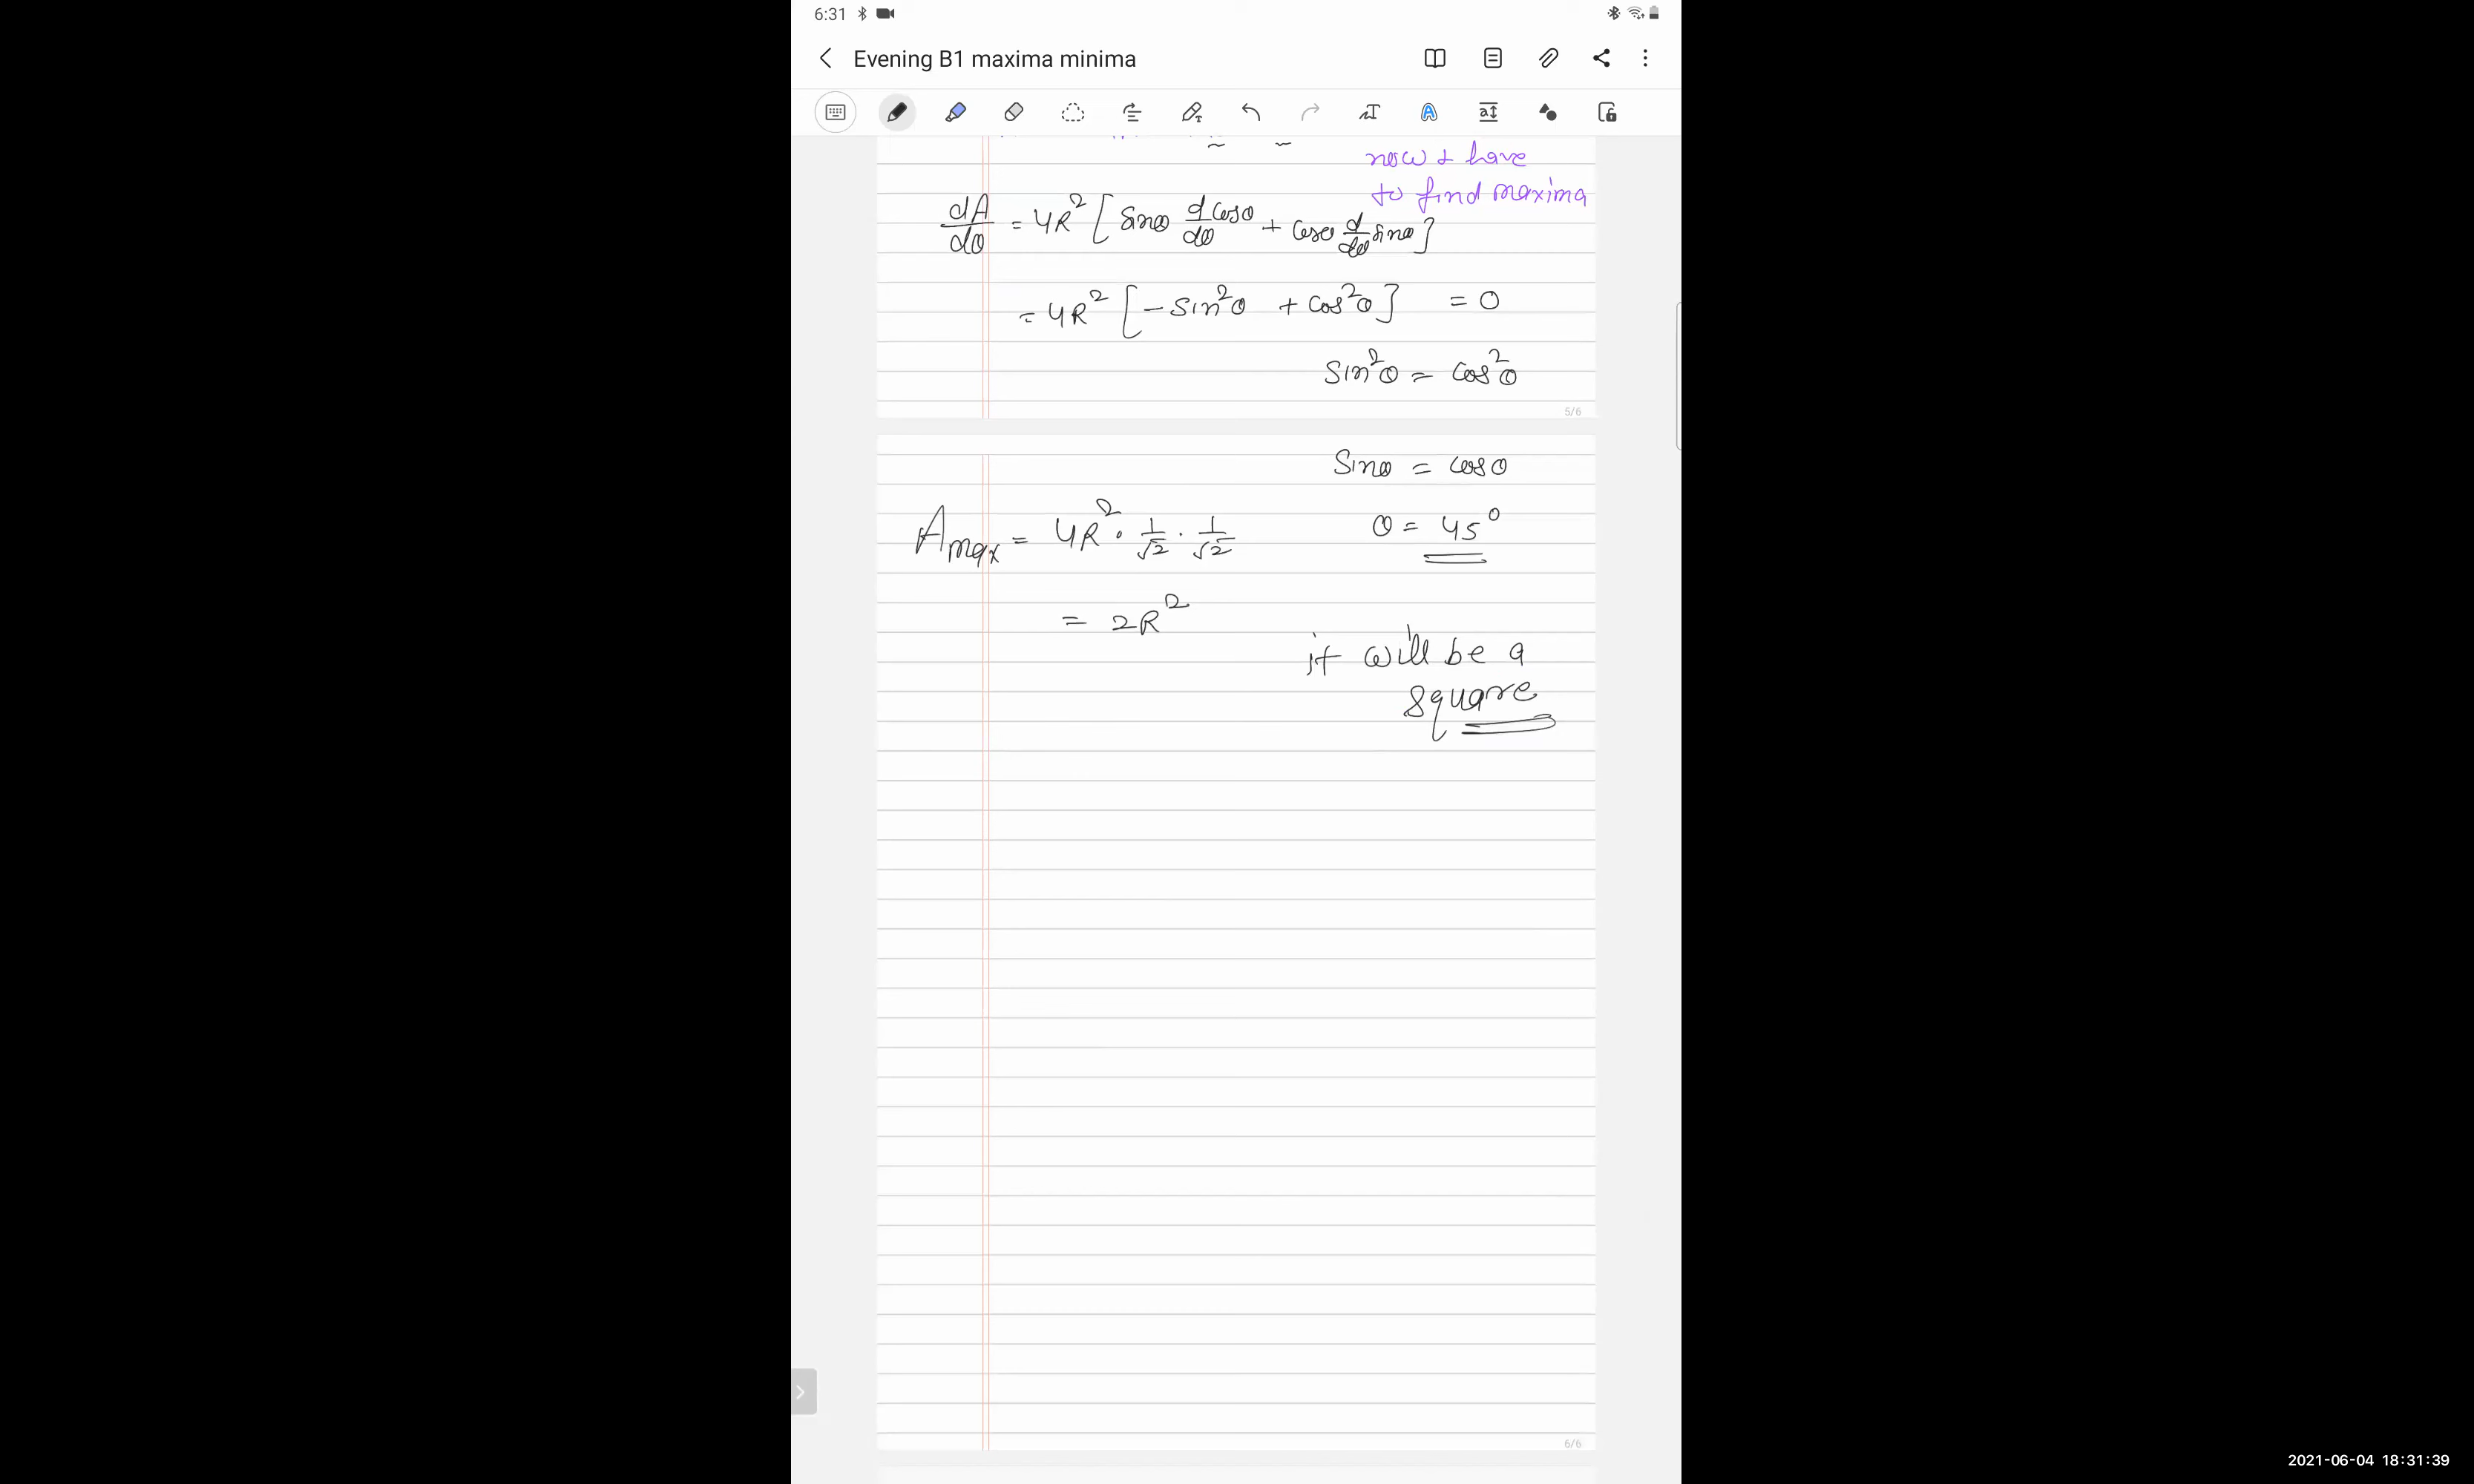 6:31
Evening B1 maxima minima
now I have
to find maxima
dA/dθ = 4R² [ sinθ d/dθ cosθ + cosθ d/dθ sinθ ]
= 4R² [ -sin²θ + cos²θ ] = 0
sin²θ = cos²θ
5/6
sinθ = cosθ
Amax = 4R² · 1/√2 · 1/√2
θ = 45°
= 2R²
it will be a
square
6/6
2021-06-04 18:31:39